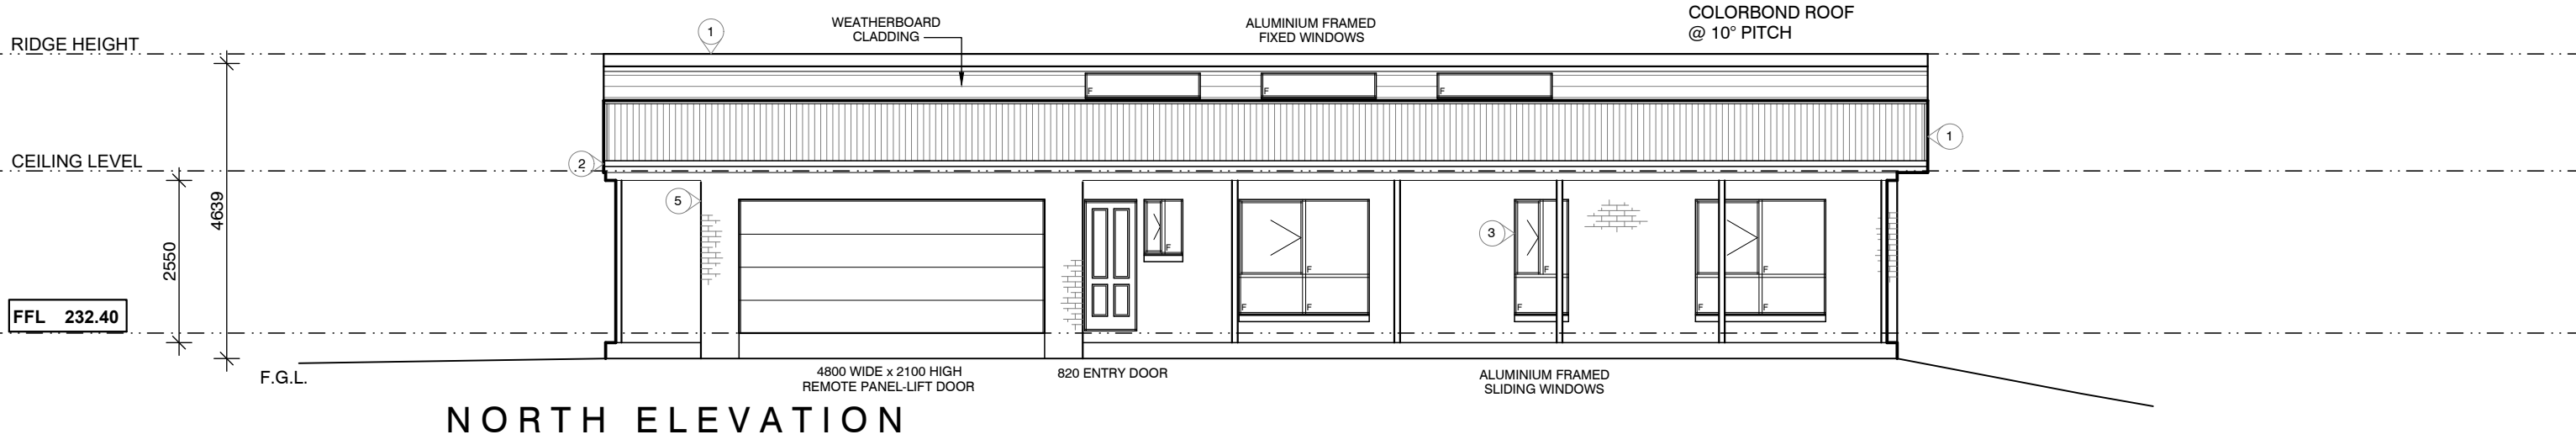 COLORBOND ROOF
@ 10° PITCH
WEATHERBOARD
CLADDING
ALUMINIUM FRAMED
FIXED WINDOWS
1
RIDGE HEIGHT
F
F
F
1
CEILING LEVEL
2
4639
2550
5
3
F
F
F
F
F
F
F
F
F
F
FFL 232.40
F.G.L.
4800 WIDE x 2100 HIGH
REMOTE PANEL-LIFT DOOR
820 ENTRY DOOR
ALUMINIUM FRAMED
SLIDING WINDOWS
NORTH ELEVATION